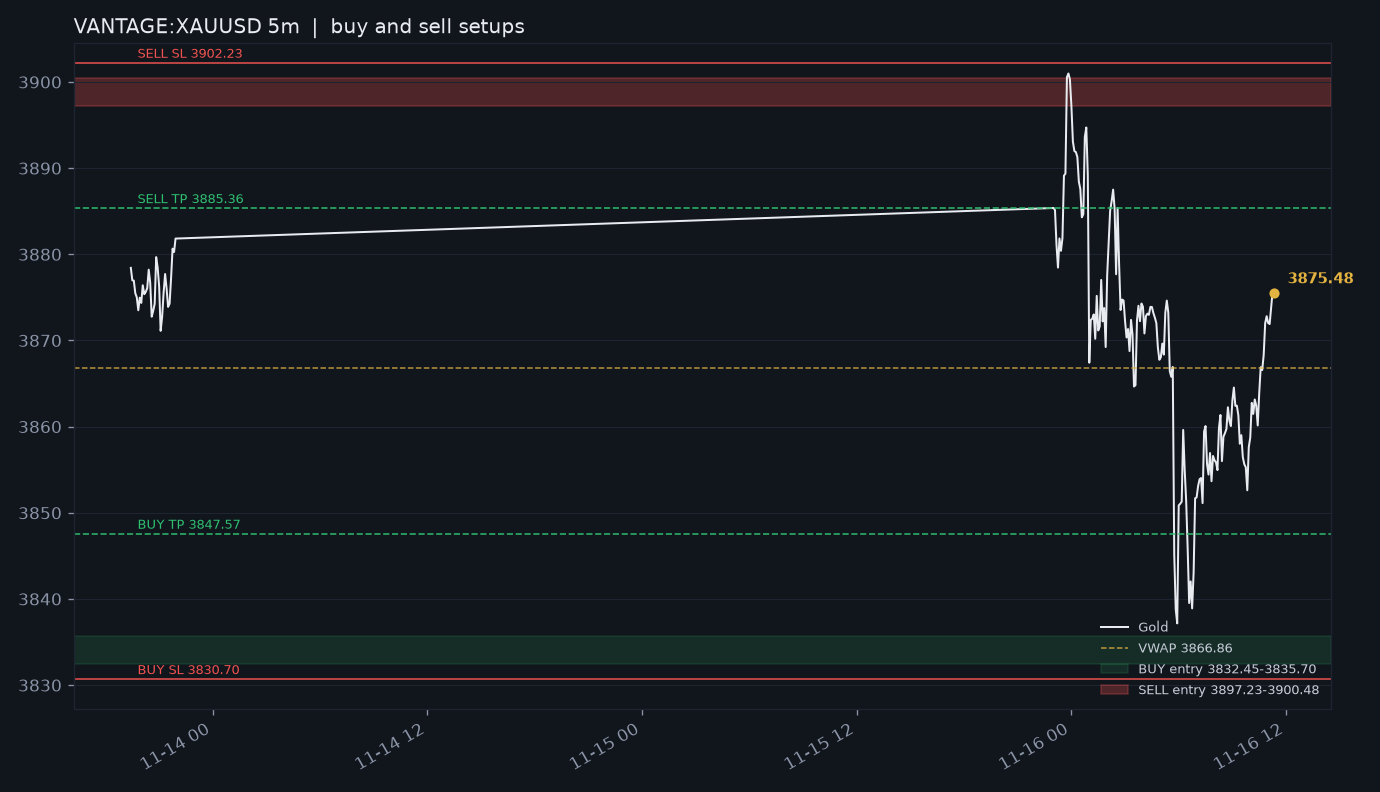 VANTAGE:XAUUSD 5m | buy and sell setups
SELL SL 3902.23
3900
3890
SELL TP 3885.36
3880
3875.48
3870
3860
3850
BUY TP 3847.57
3840
Gold
VWAP 3866.86
BUY SL 3830.70
BUY entry 3832.45-3835.70
3830
SELL entry 3897.23-3900.48
11-14 00
11-14 12
11-15 00
11-15 12
11-16 00
11-16 12